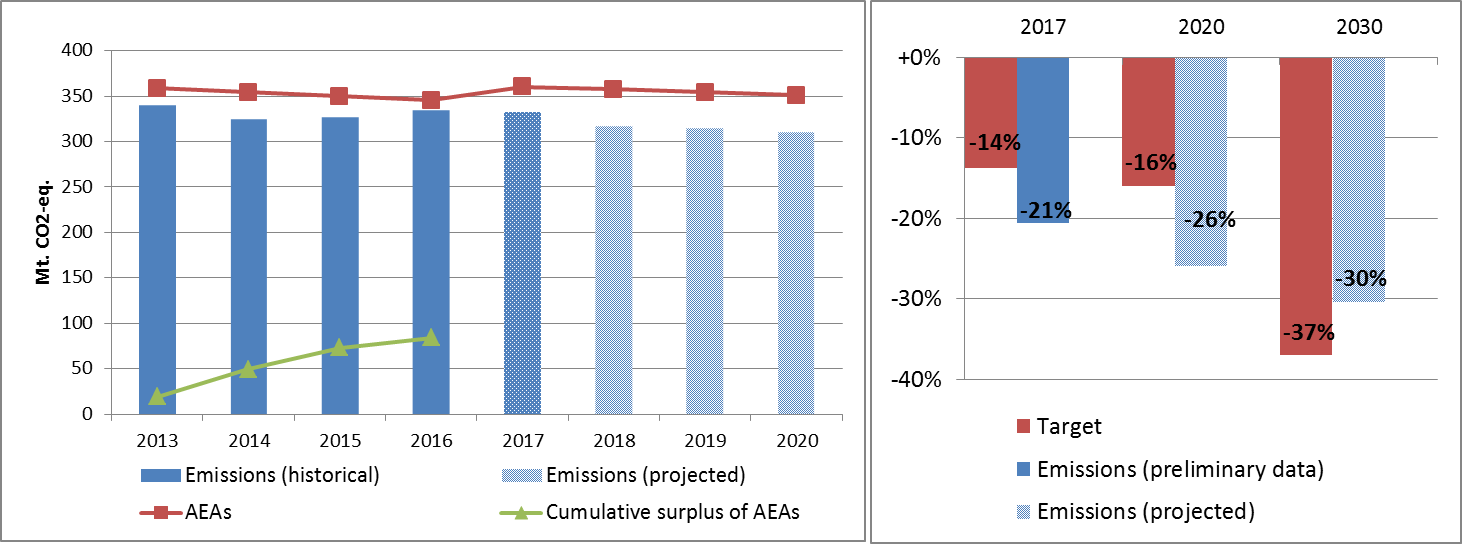 400
350
300
250
200
150
100
50
0
Mt. CO2-eq.
2013 2014 2015 2016 2017 2018 2019 2020
Emissions (historical) Emissions (projected)
AEAs Cumulative surplus of AEAs
2017 2020 2030
+0%
-10%
-20%
-30%
-40%
-14%
-21%
-16%
-26%
-37%
-30%
Target
Emissions (preliminary data)
Emissions (projected)